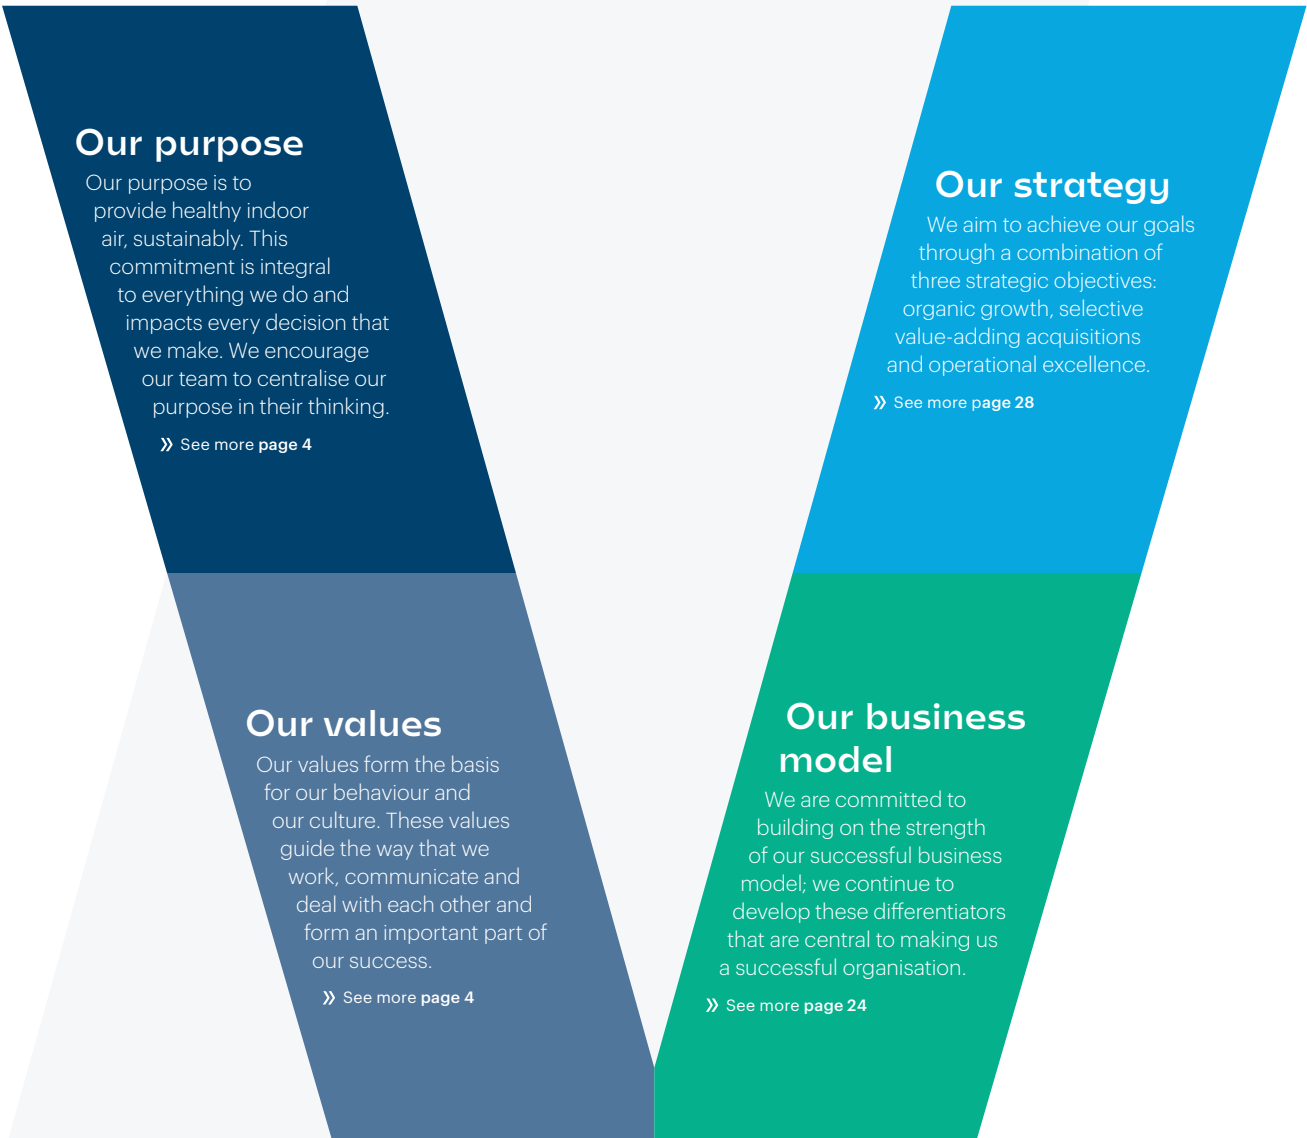 Our purpose
Our purpose is to
provide healthy indoor
air, sustainably. This
commitment is integral
to everything we do and
impacts every decision that
we make. We encourage
our team to centralise our
purpose in their thinking.
» See more page 4
Our values
Our values form the basis
for our behaviour and
our culture. These values
guide the way that we
work, communicate and
deal with each other and
form an important part of
our success.
» See more page 4
Our strategy
We aim to achieve our goals
through a combination of
three strategic objectives:
organic growth, selective
value-adding acquisitions
and operational excellence.
» See more page 28
Our business
model
We are committed to
building on the strength
of our successful business
model; we continue to
develop these differentiators
that are central to making us
a successful organisation.
» See more page 24